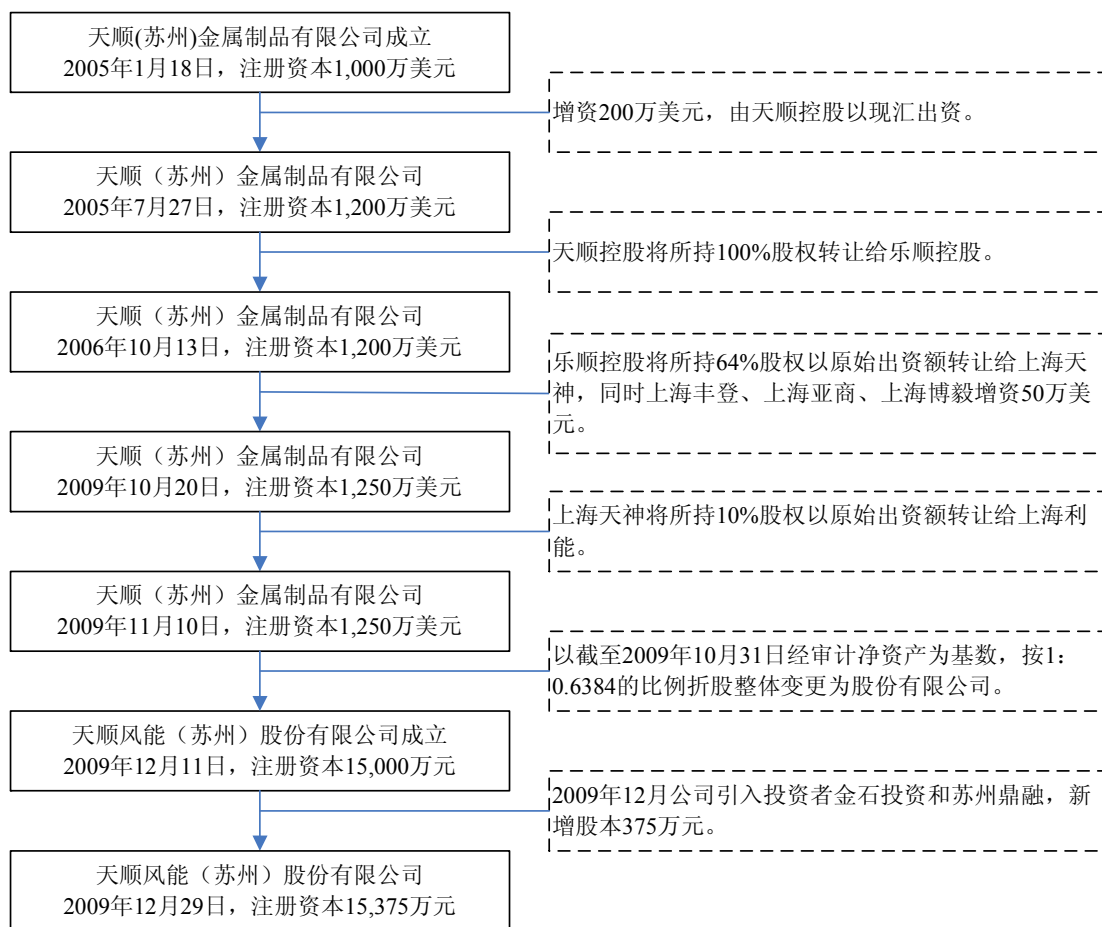 天顺(苏州)金属制品有限公司成立
2005年1月18日，注册资本1,000万美元
增资200万美元，由天顺控股以现汇出资。
天顺（苏州）金属制品有限公司
2005年7月27日，注册资本1,200万美元
天顺控股将所持100%股权转让给乐顺控股。
天顺（苏州）金属制品有限公司
2006年10月13日，注册资本1,200万美元
乐顺控股将所持64%股权以原始出资额转让给上海天
神，同时上海丰登、上海亚商、上海博毅增资50万美
元。
天顺（苏州）金属制品有限公司
2009年10月20日，注册资本1,250万美元
上海天神将所持10%股权以原始出资额转让给上海利
能。
天顺（苏州）金属制品有限公司
2009年11月10日，注册资本1,250万美元
以截至2009年10月31日经审计净资产为基数，按1：
0.6384的比例折股整体变更为股份有限公司。
天顺风能（苏州）股份有限公司成立
2009年12月11日，注册资本15,000万元
2009年12月公司引入投资者金石投资和苏州鼎融，新
增股本375万元。
天顺风能（苏州）股份有限公司
2009年12月29日，注册资本15,375万元